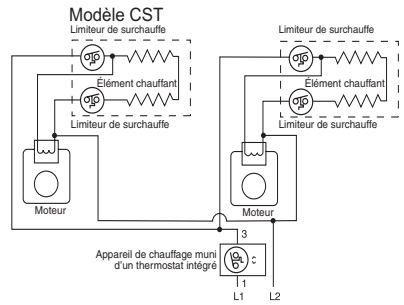 Modèle CST
Limiteur de surchauffe
Limiteur de surchauffe
Élément chauffant
Élément chauffant
Limiteur de surchauffe
Limiteur de surchauffe
Moteur
Moteur
3
Appareil de chauffage muni
d'un thermostat intégré
C
1
L1
L2